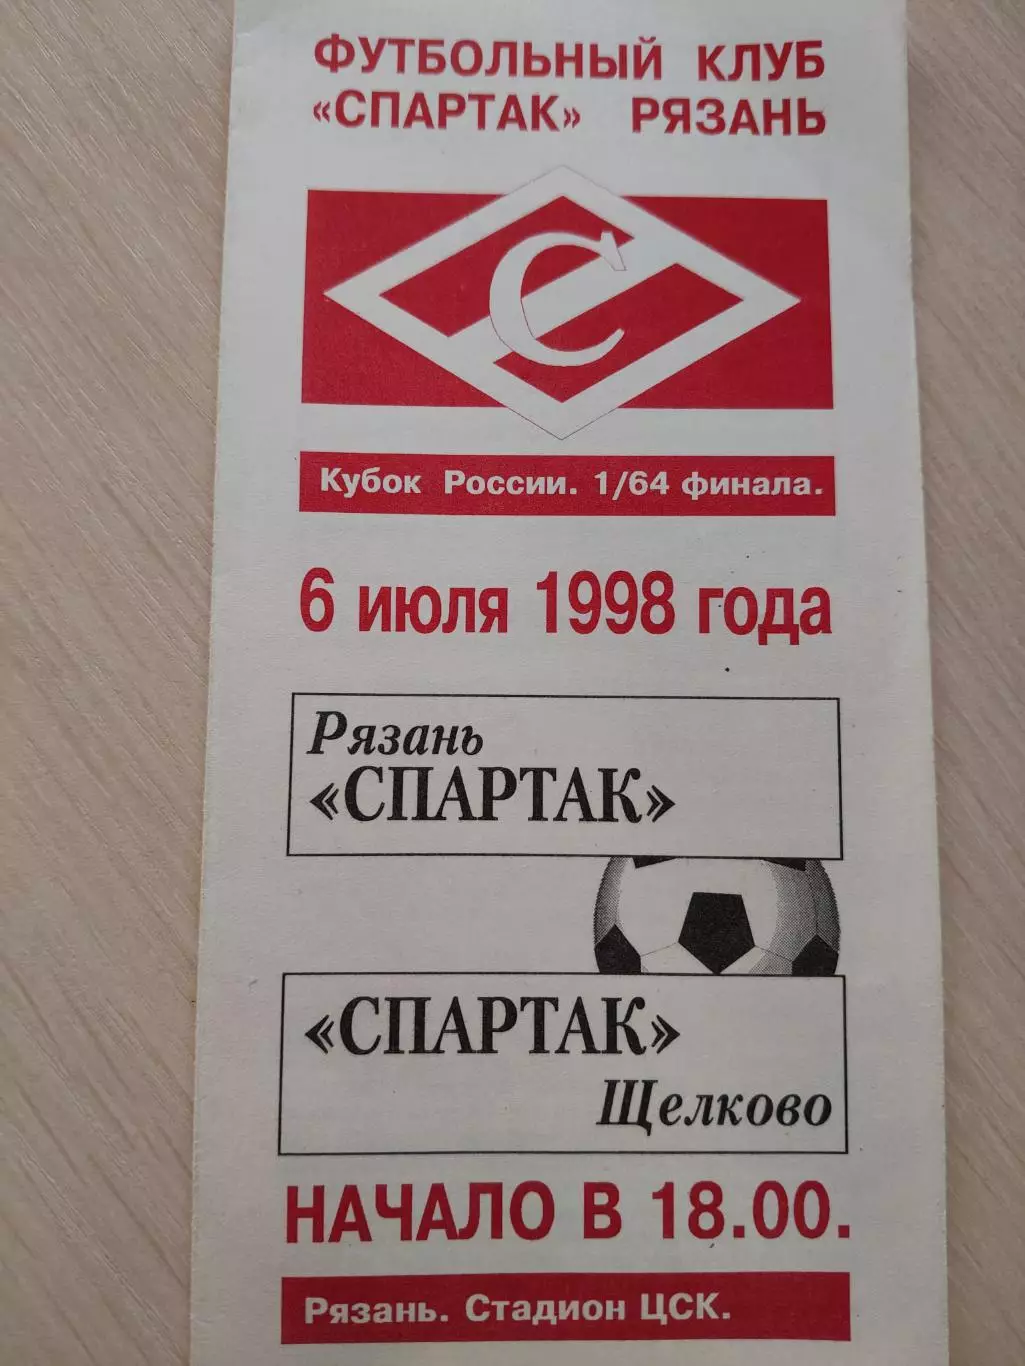 ФУТБОЛЬНЫЙ КЛУБ
«СПАРТАК» РЯЗАНЬ
С
Кубок России. 1/64 финала.
6 июля 1998 года
Рязань
«СПАРТАК»
«СПАРТАК»
Щелково
НАЧАЛО В 18.00.
Рязань. Стадион ЦСК.